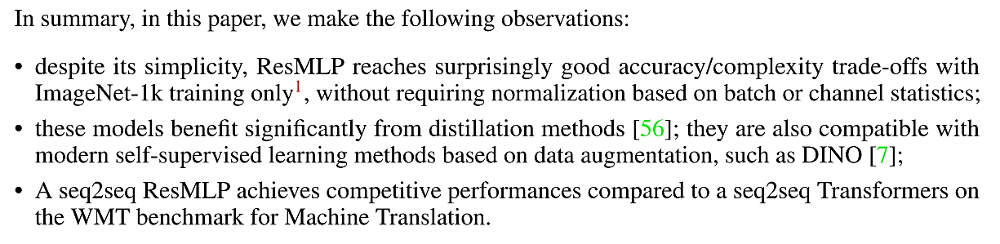 In summary, in this paper, we make the following observations:
• despite its simplicity, ResMLP reaches surprisingly good accuracy/complexity trade-offs with
ImageNet-1k training only1, without requiring normalization based on batch or channel statistics;
• these models benefit significantly from distillation methods [56]; they are also compatible with
modern self-supervised learning methods based on data augmentation, such as DINO [7];
• A seq2seq ResMLP achieves competitive performances compared to a seq2seq Transformers on
the WMT benchmark for Machine Translation.